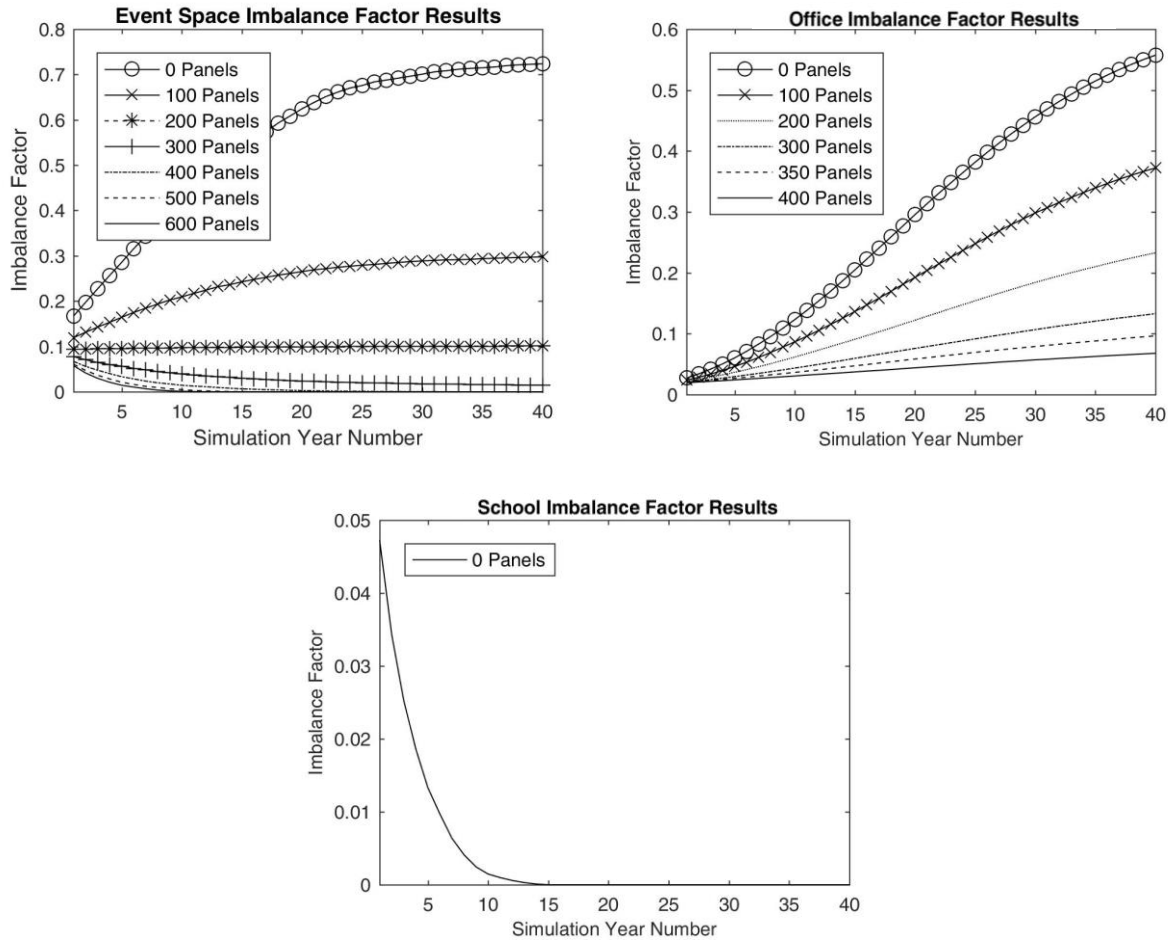 Event Space Imbalance Factor Results
0.8
0.7
0.6
0.5
0.4
0.3
0.2
0.1
0
Imbalance Factor
0 Panels
100 Panels
200 Panels
300 Panels
400 Panels
500 Panels
600 Panels
5 10 15 20 25 30 35 40
Simulation Year Number
Office Imbalance Factor Results
0.6
0.5
0.4
0.3
0.2
0.1
0
Imbalance Factor
0 Panels
100 Panels
200 Panels
300 Panels
350 Panels
400 Panels
5 10 15 20 25 30 35 40
Simulation Year Number
School Imbalance Factor Results
0.05
0.04
0.03
0.02
0.01
0
Imbalance Factor
0 Panels
5 10 15 20 25 30 35 40
Simulation Year Number